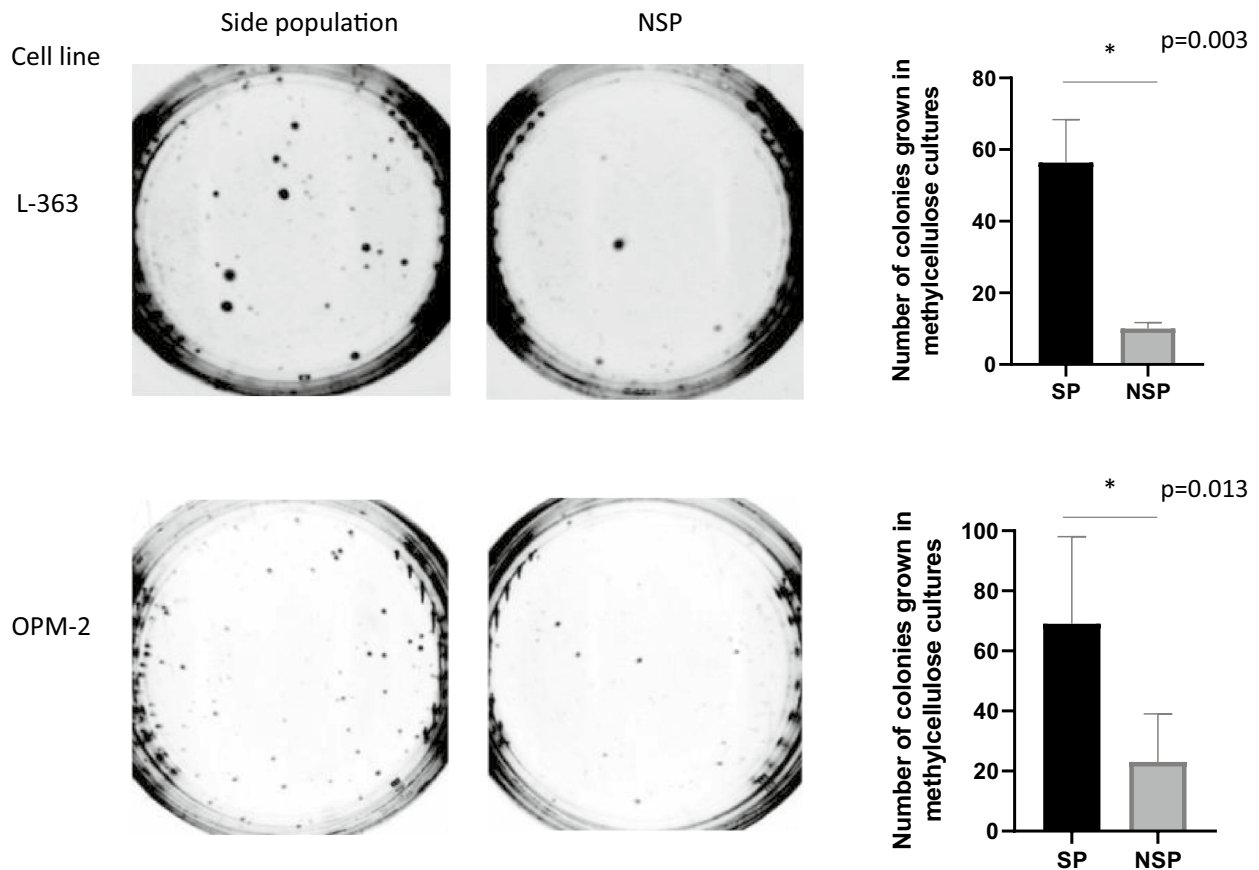 Side population
NSP
Cell line
L-363
OPM-2
* p=0.003
Number of colonies grown in
methylcellulose cultures
80
60
40
20
0
SP NSP
* p=0.013
Number of colonies grown in
methylcellulose cultures
100
80
60
40
20
0
SP NSP